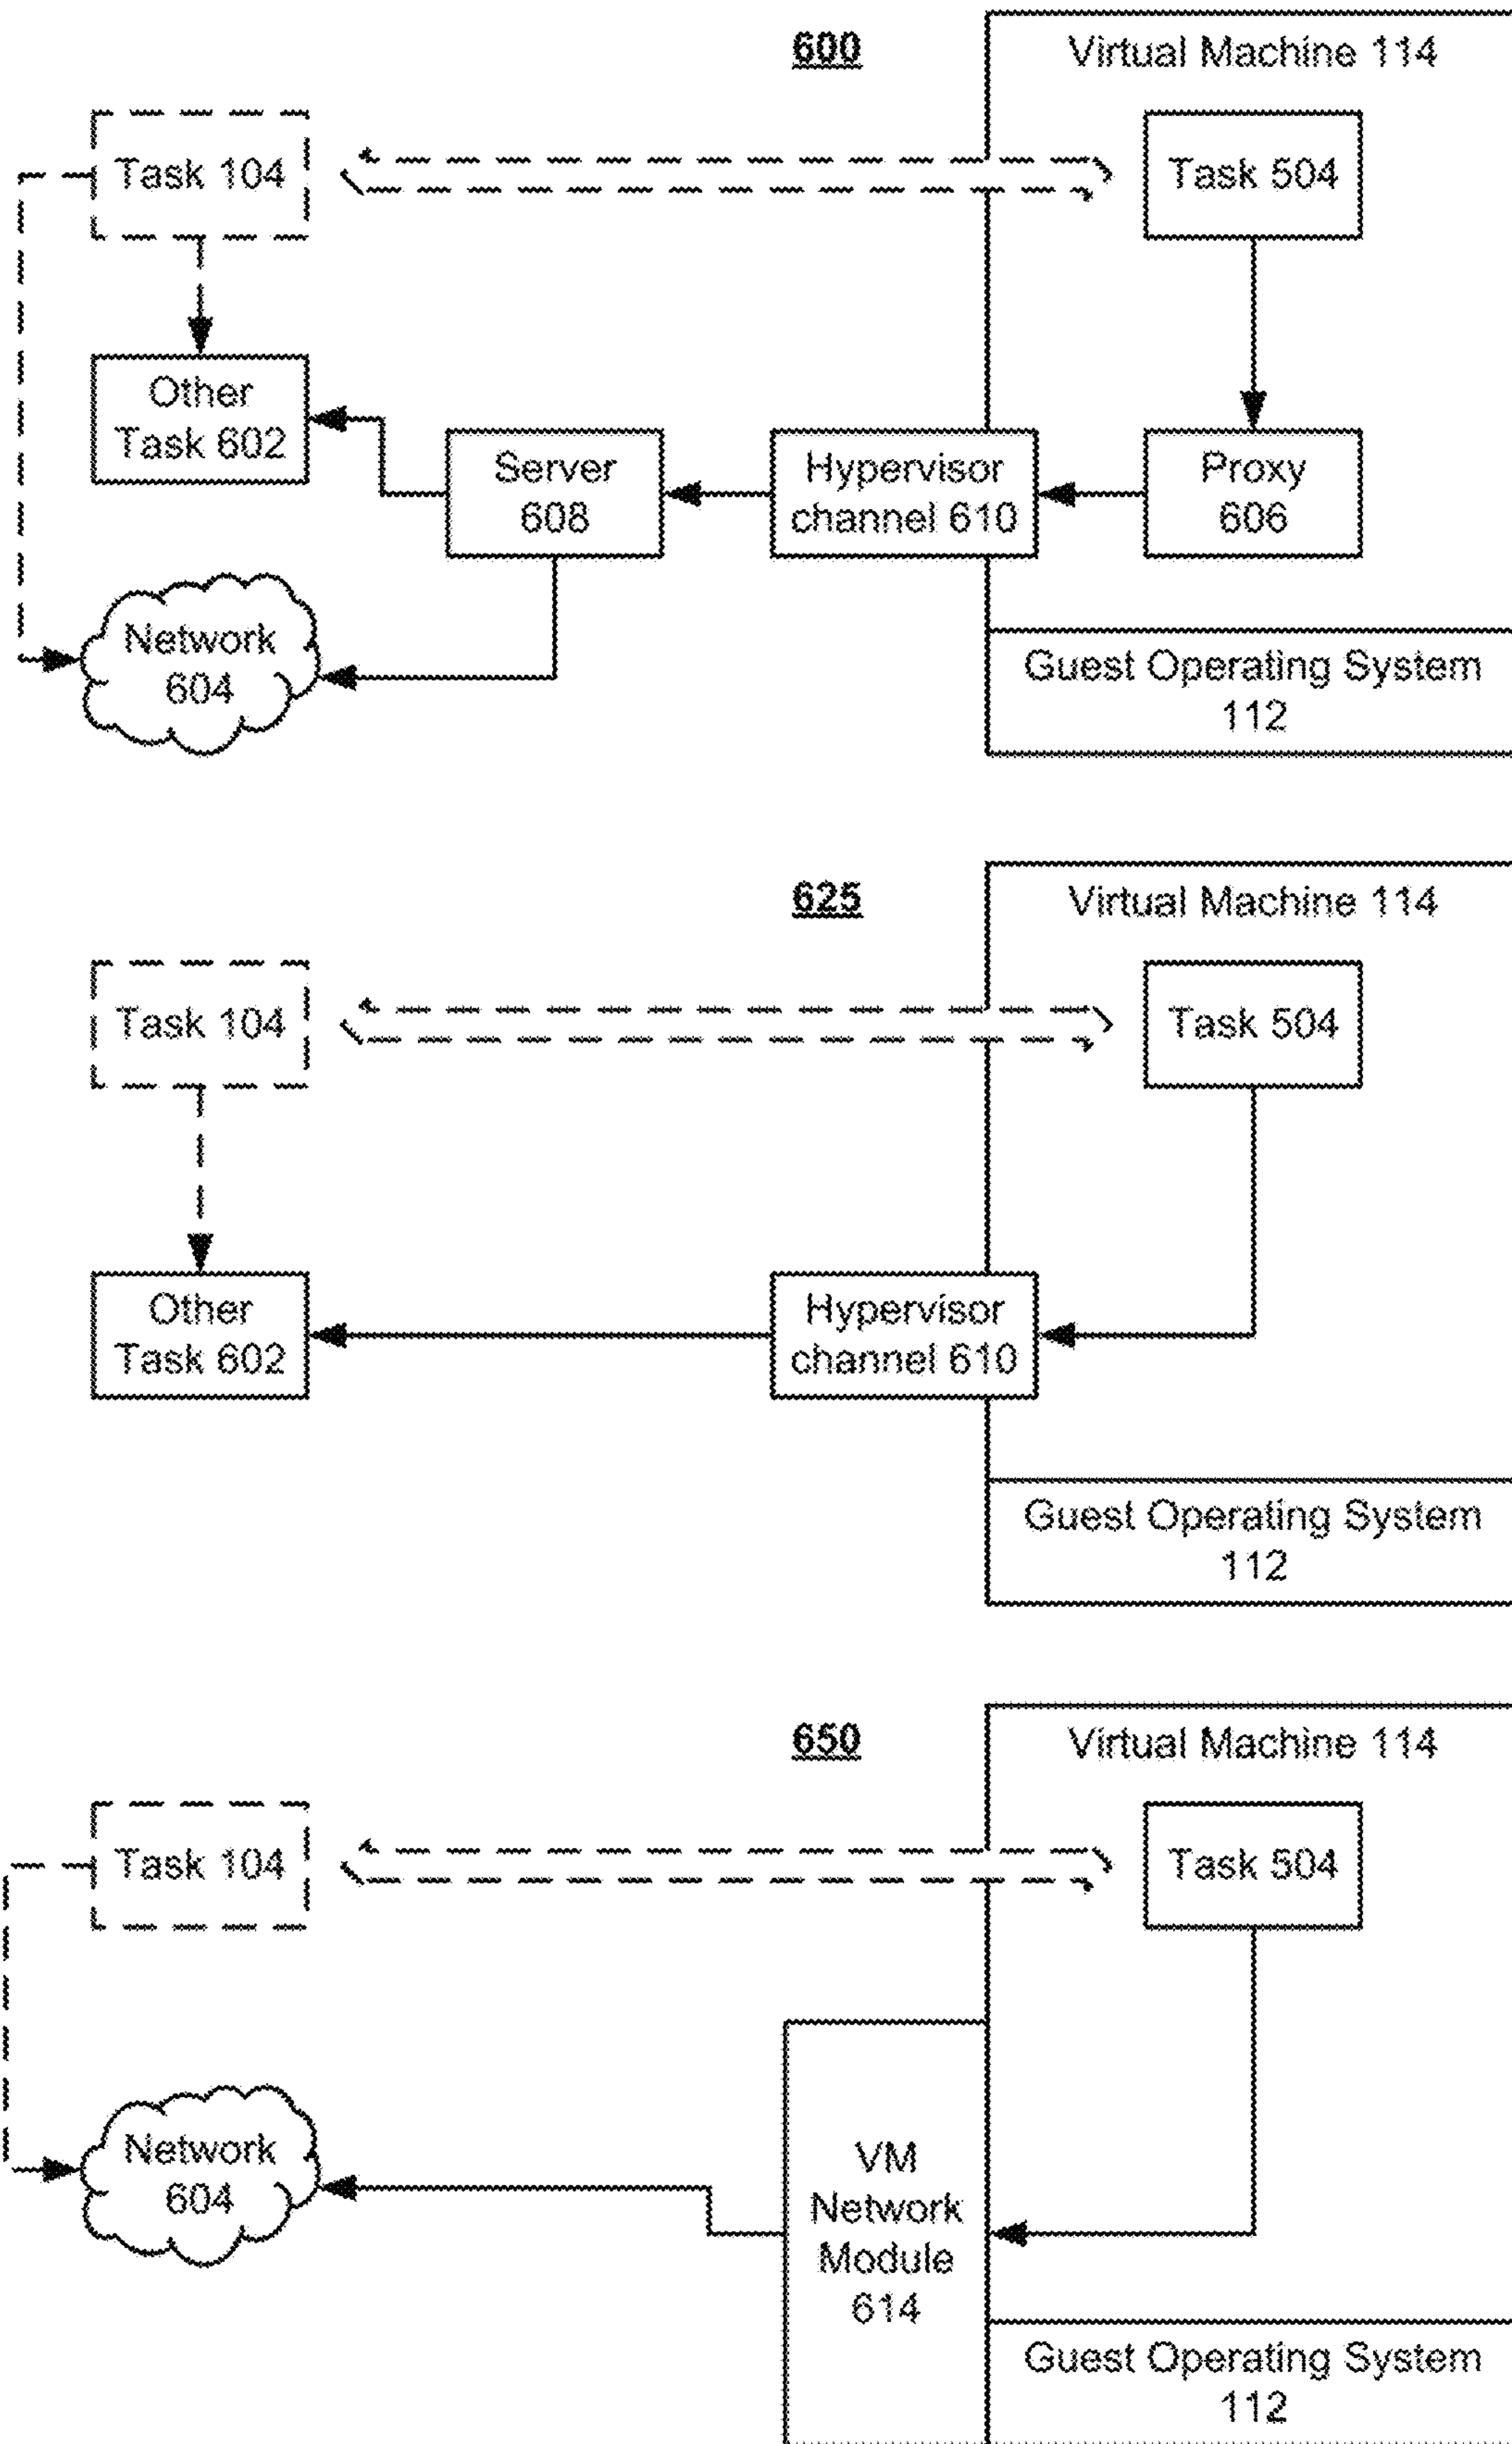 600
Virtual Machine 114
Task 104
Task 504
Other
Task 602
Server
608
Hypervisor
channel 610
Proxy
606
Network
604
Guest Operating System
112
625
Virtual Machine 114
Task 104
Task 504
Other
Task 602
Hypervisor
channel 610
Guest Operating System
112
650
Virtual Machine 114
Task 104
Task 504
Network
604
VM
Network
Module
614
Guest Operating System
112